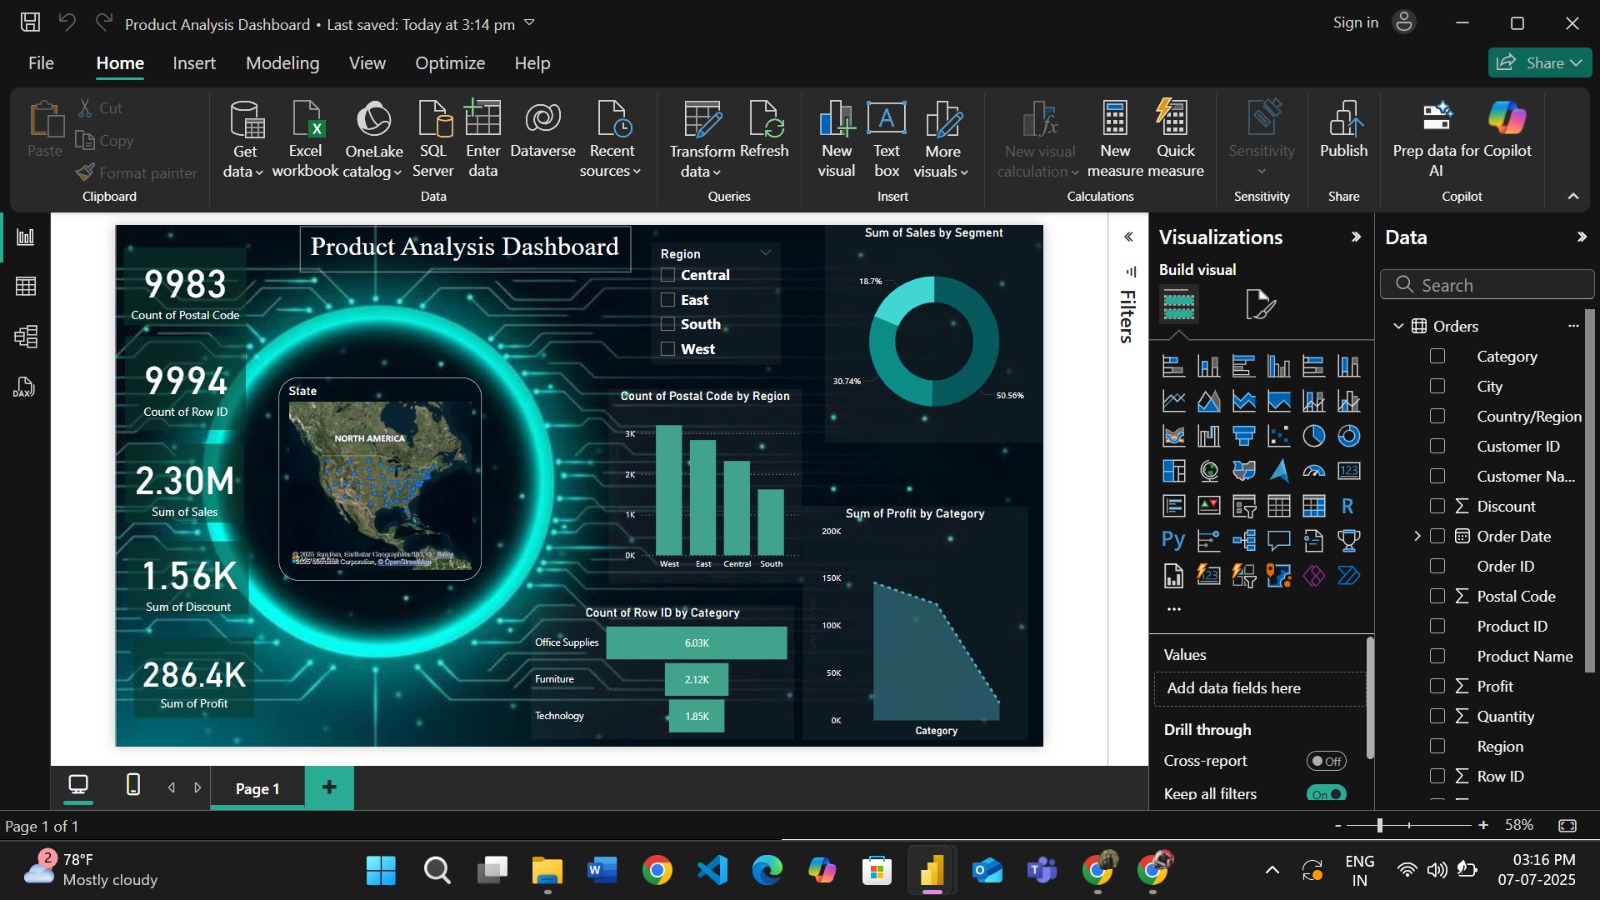 Product Analysis Dashboard • Last saved: Today at 3:14 pm
Sign in
File
Home
Insert
Modeling
View
Optimize
Help
Share
Paste
Cut
Copy
Format painter
Clipboard
Get
data
Excel
workbook
OneLake
catalog
SQL
Server
Enter
data
Dataverse
Recent
sources
Data
Transform
data
Refresh
Queries
New
visual
Text
box
More
visuals
Insert
New visual
calculation
New
measure
Quick
measure
Calculations
Sensitivity
Sensitivity
Publish
Share
Prep data for
AI
Copilot
Copilot
DAX
Product Analysis Dashboard
9983
Count of Postal Code
9994
Count of Row ID
2.30M
Sum of Sales
1.56K
Sum of Discount
286.4K
Sum of Profit
State
NORTH AMERICA
© OpenStreetMap
Region
Central
East
South
West
Sum of Sales by Segment
18.7%
30.74%
50.56%
Count of Postal Code by Region
3K
2K
1K
0K
West
East
Central
South
Count of Row ID by Category
Office Supplies
6.03K
Furniture
2.12K
Technology
1.85K
Sum of Profit by Category
200K
150K
100K
50K
0K
Category
Filters
Visualizations
Build visual
123
R
Py
123
Values
Add data fields here
Drill through
Cross-report
Off
Keep all filters
On
Data
Search
Orders
Category
City
Country/Region
Customer ID
Customer Na...
Discount
Order Date
Order ID
Postal Code
Product ID
Product Name
Profit
Quantity
Region
Row ID
Page 1
Page 1 of 1
58%
2
78°F
Mostly cloudy
ENG
IN
03:16 PM
07-07-2025